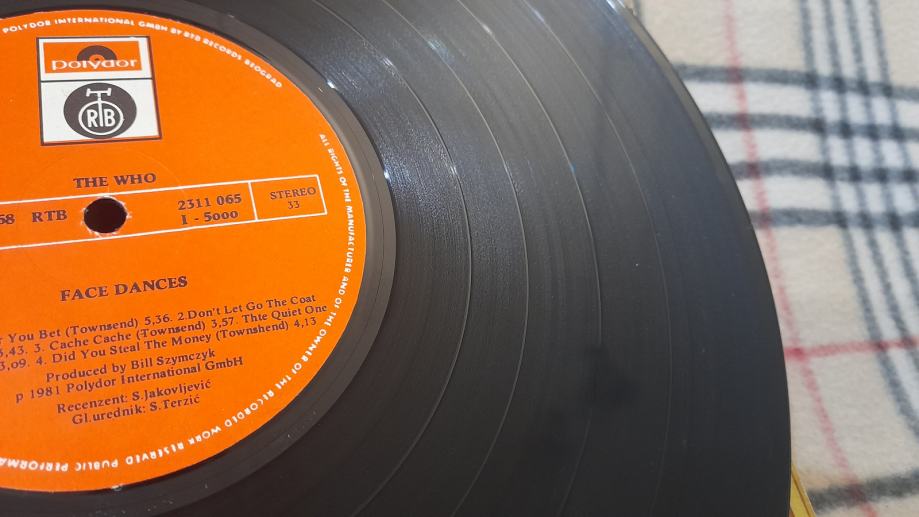 POLYDOR INTERNATIONAL GMBH BY RTB RECORDS BEOGRAD
polydor
RTB
ALL RIGHTS OF THE MANUFACTURER AND OF THE OWNER OF THE RECORDED WORK RESERVED PUBLIC PERFORMA
THE WHO
58 RTB
2311 065
I - 5000
STEREO
33
FACE DANCES
You Bet (Townsend) 5,36. 2.Don't Let Go The Coat
,43. 3. Cache Cache (Townsend) 3,57. Thte Quiet One
3,09. 4. Did You Steal The Money (Townshend) 4,13
Produced by Bill Szymczyk
p 1981 Polydor International GmbH
Recenzent: S.Jakovljević
Gl.urednik: S.Terzić